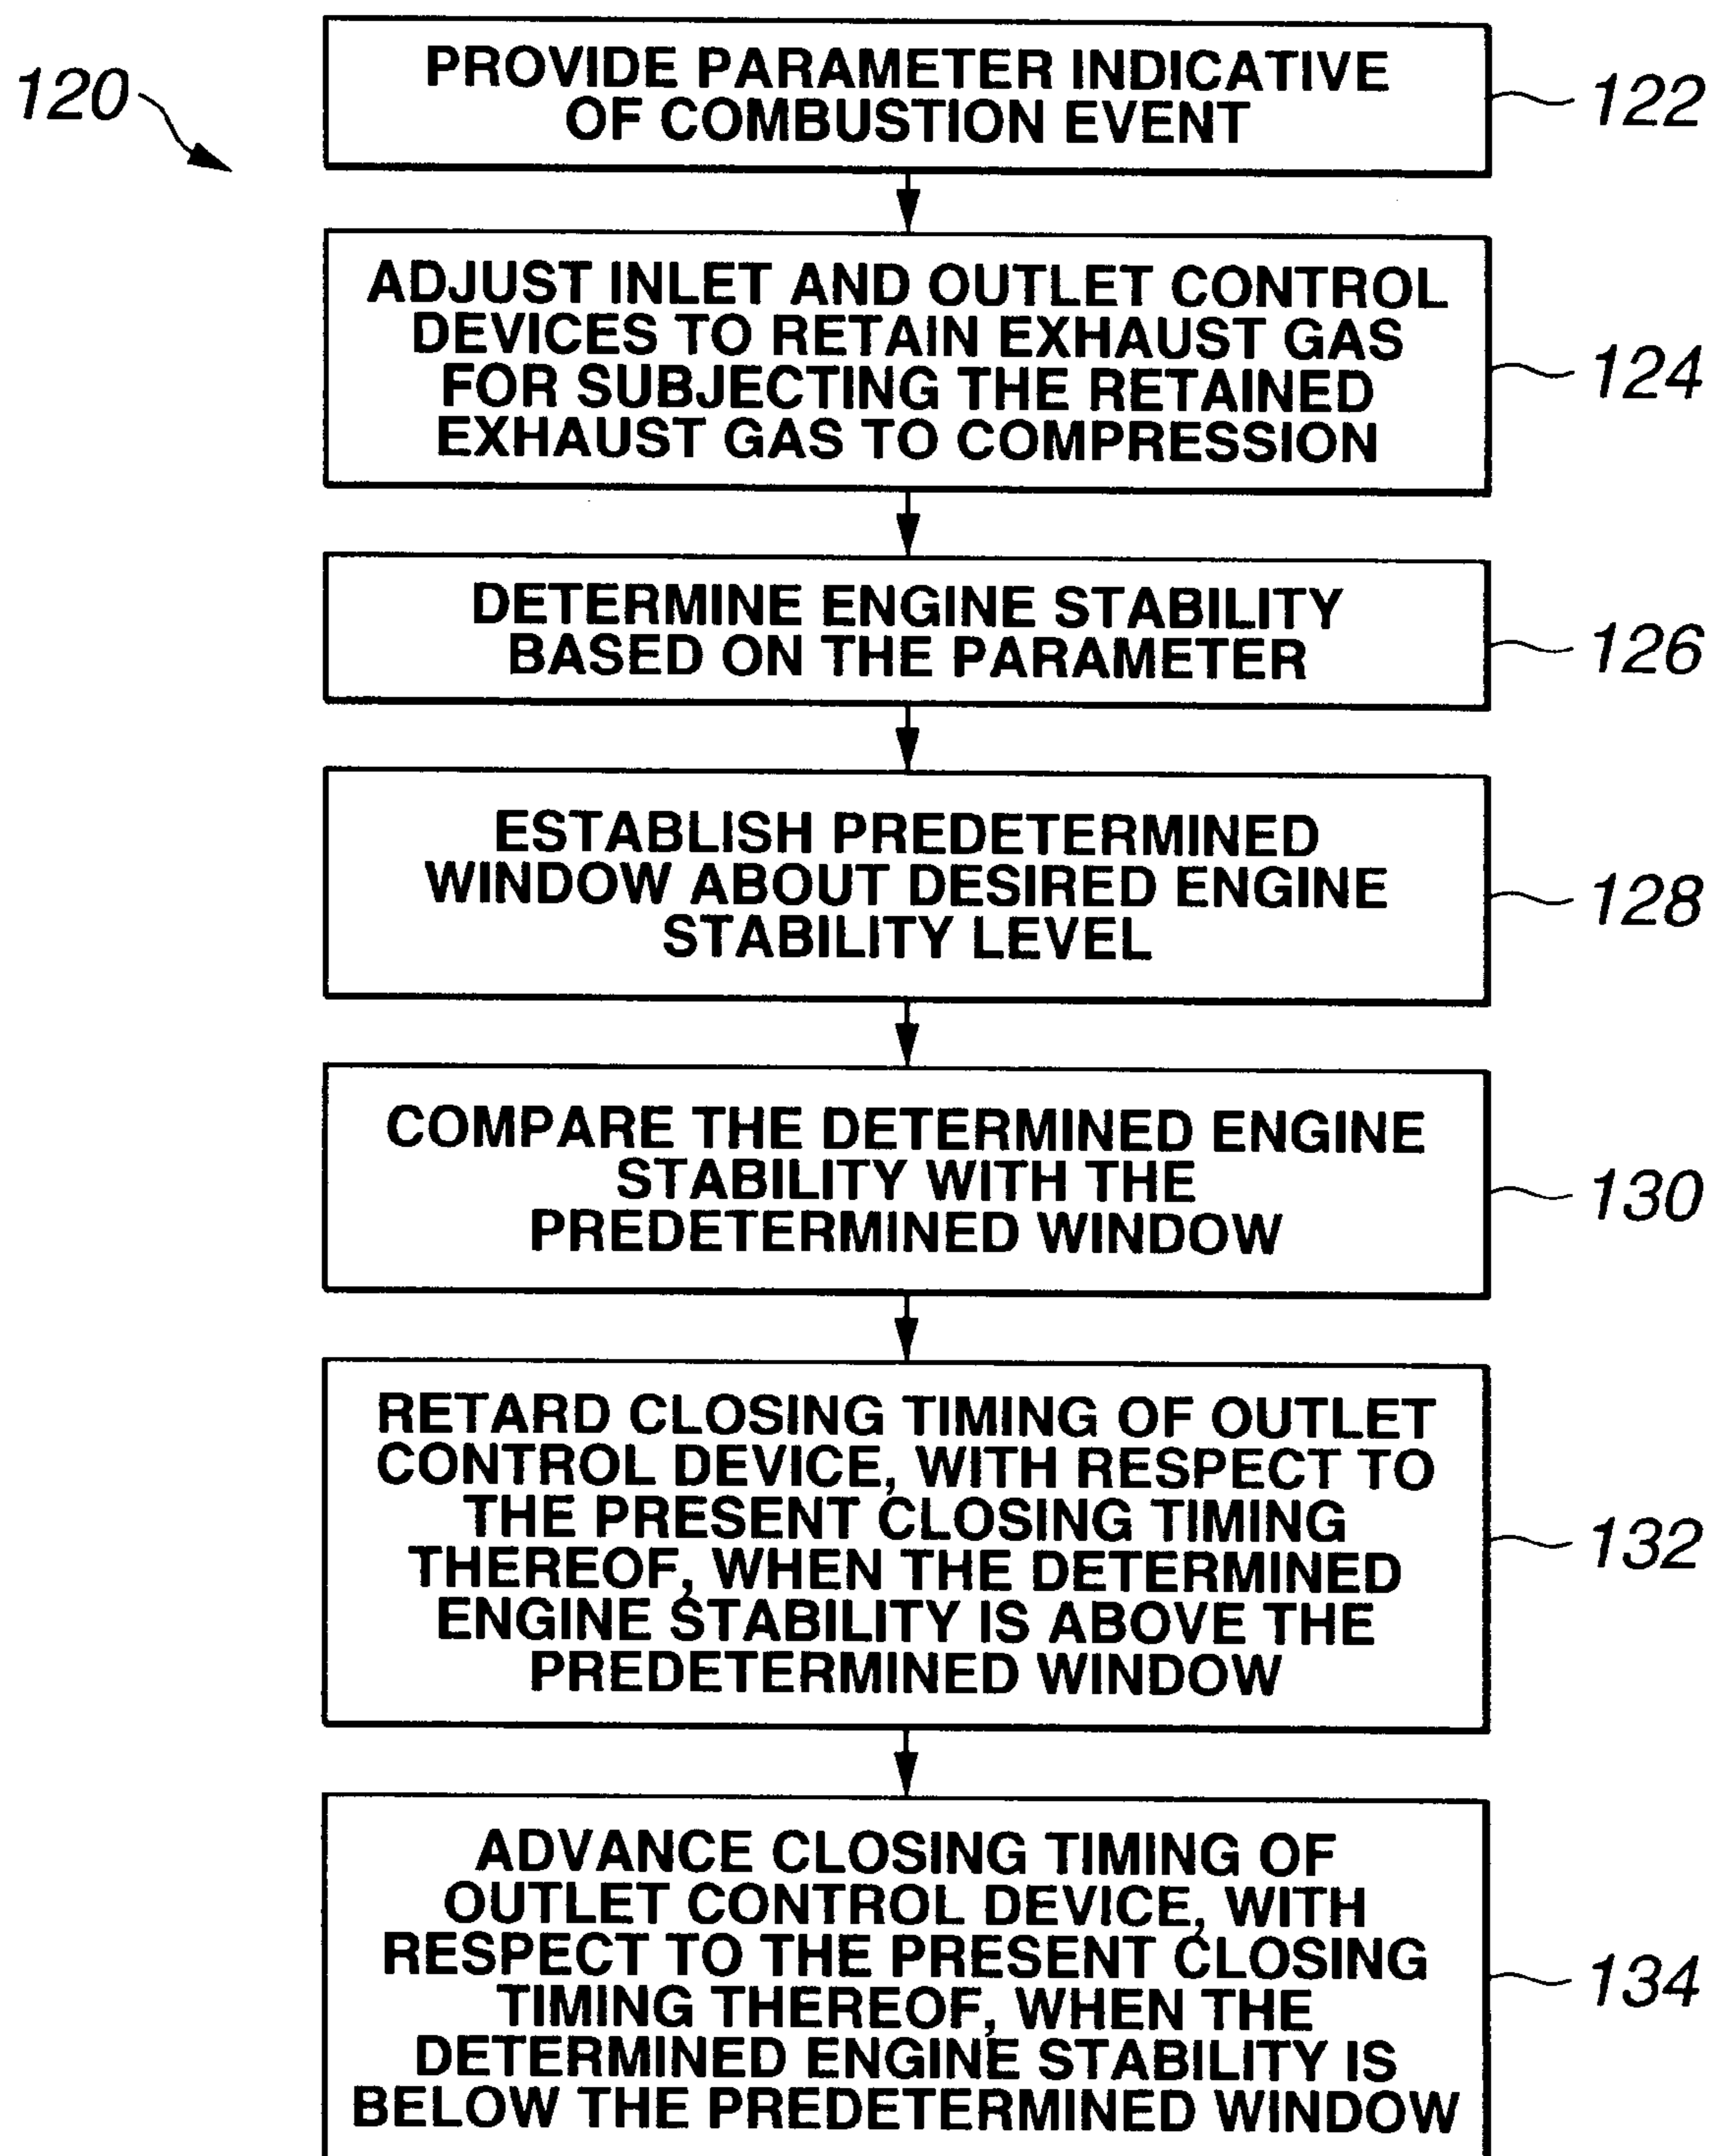 120
PROVIDE PARAMETER INDICATIVE
OF COMBUSTION EVENT
122
ADJUST INLET AND OUTLET CONTROL
DEVICES TO RETAIN EXHAUST GAS
FOR SUBJECTING THE RETAINED
EXHAUST GAS TO COMPRESSION
124
DETERMINE ENGINE STABILITY
BASED ON THE PARAMETER
126
ESTABLISH PREDETERMINED
WINDOW ABOUT DESIRED ENGINE
STABILITY LEVEL
128
COMPARE THE DETERMINED ENGINE
STABILITY WITH THE
PREDETERMINED WINDOW
130
RETARD CLOSING TIMING OF OUTLET
CONTROL DEVICE, WITH RESPECT TO
THE PRESENT CLOSING TIMING
THEREOF, WHEN THE DETERMINED
ENGINE STABILITY IS ABOVE THE
PREDETERMINED WINDOW
132
ADVANCE CLOSING TIMING OF
OUTLET CONTROL DEVICE, WITH
RESPECT TO THE PRESENT CLOSING
TIMING THEREOF, WHEN THE
DETERMINED ENGINE STABILITY IS
BELOW THE PREDETERMINED WINDOW
134